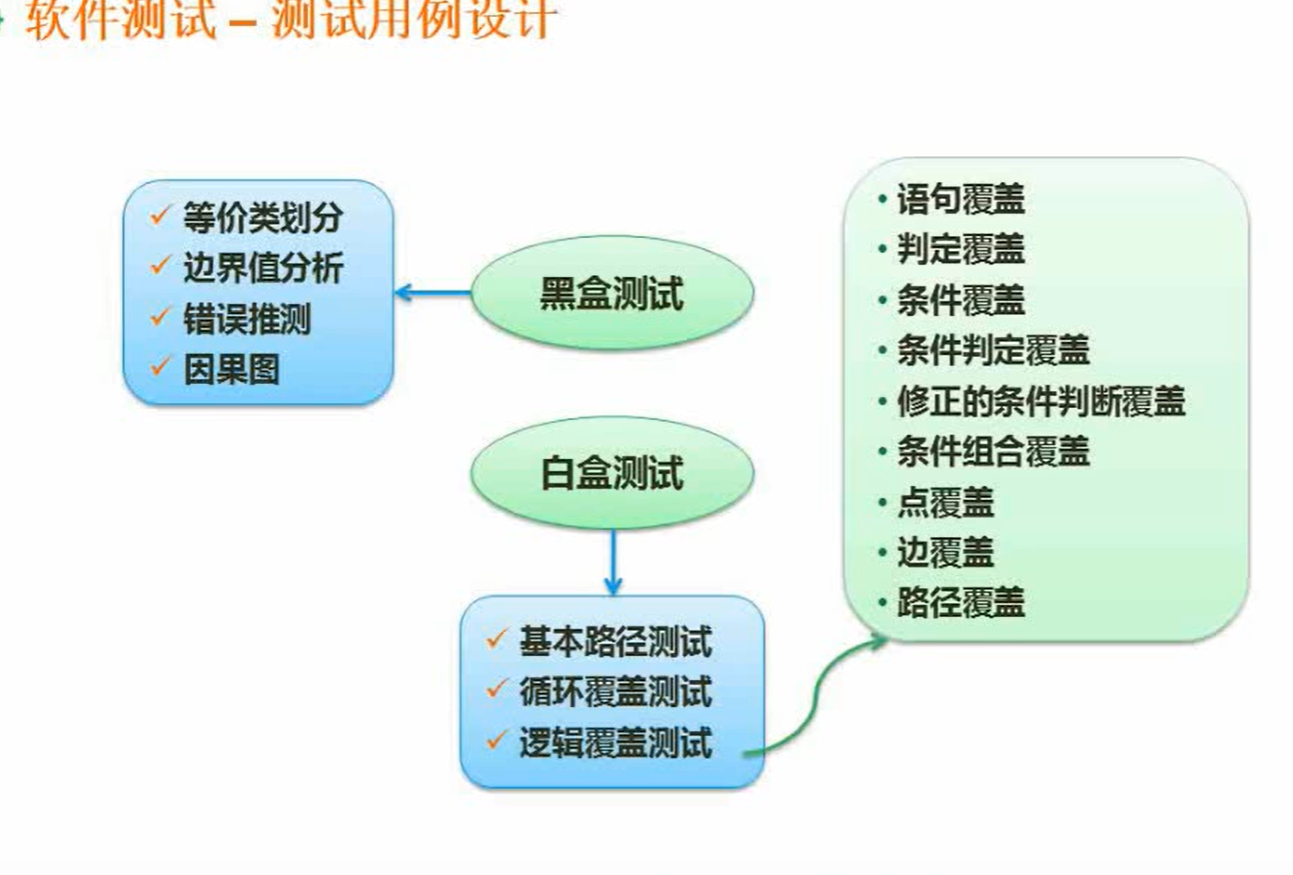 软件测试 – 测试用例设计
✓ 等价类划分
✓ 边界值分析
✓ 错误推测
✓ 因果图
黑盒测试
白盒测试
✓ 基本路径测试
✓ 循环覆盖测试
✓ 逻辑覆盖测试
• 语句覆盖
• 判定覆盖
• 条件覆盖
• 条件判定覆盖
• 修正的条件判断覆盖
• 条件组合覆盖
• 点覆盖
• 边覆盖
• 路径覆盖